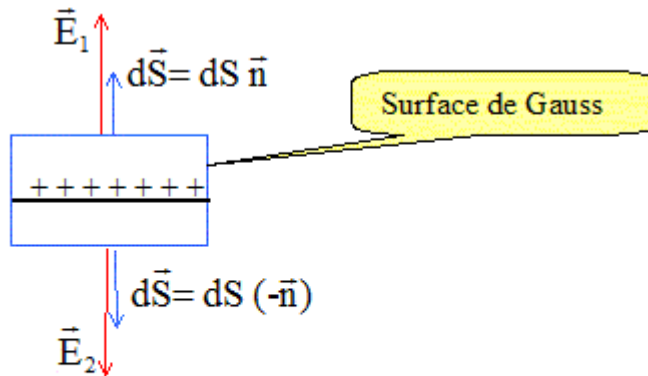 E⃗₁
dS⃗= dS n⃗
Surface de Gauss
+ + + + + + +
dS⃗= dS (-n⃗)
E⃗₂